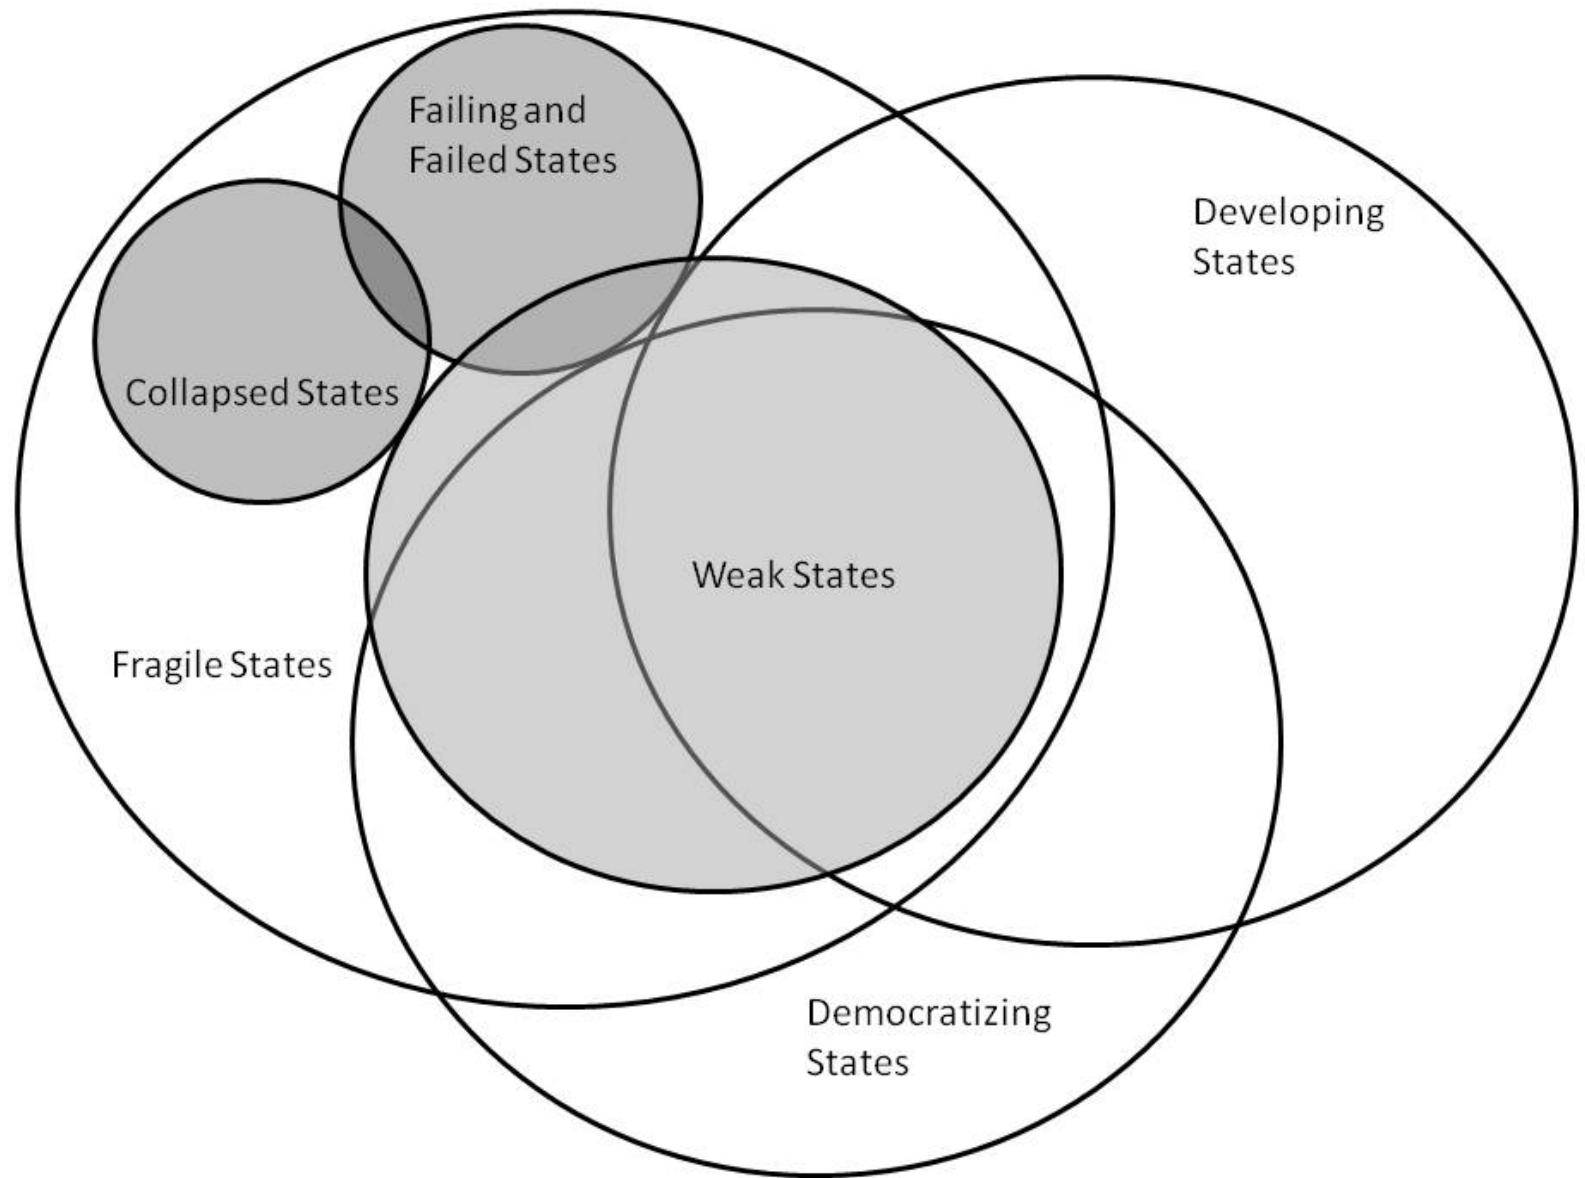 Failing and
Failed States
Developing
States
Collapsed States
Weak States
Fragile States
Democratizing
States